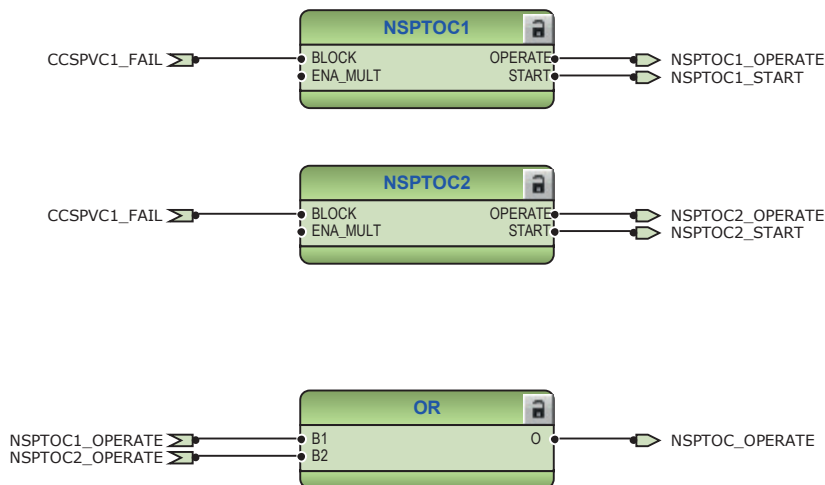 NSPTOC1
CCSPVC1_FAIL
BLOCK
OPERATE
NSPTOC1_OPERATE
ENA_MULT
START
NSPTOC1_START
NSPTOC2
CCSPVC1_FAIL
BLOCK
OPERATE
NSPTOC2_OPERATE
ENA_MULT
START
NSPTOC2_START
OR
NSPTOC1_OPERATE
B1
O
NSPTOC_OPERATE
NSPTOC2_OPERATE
B2